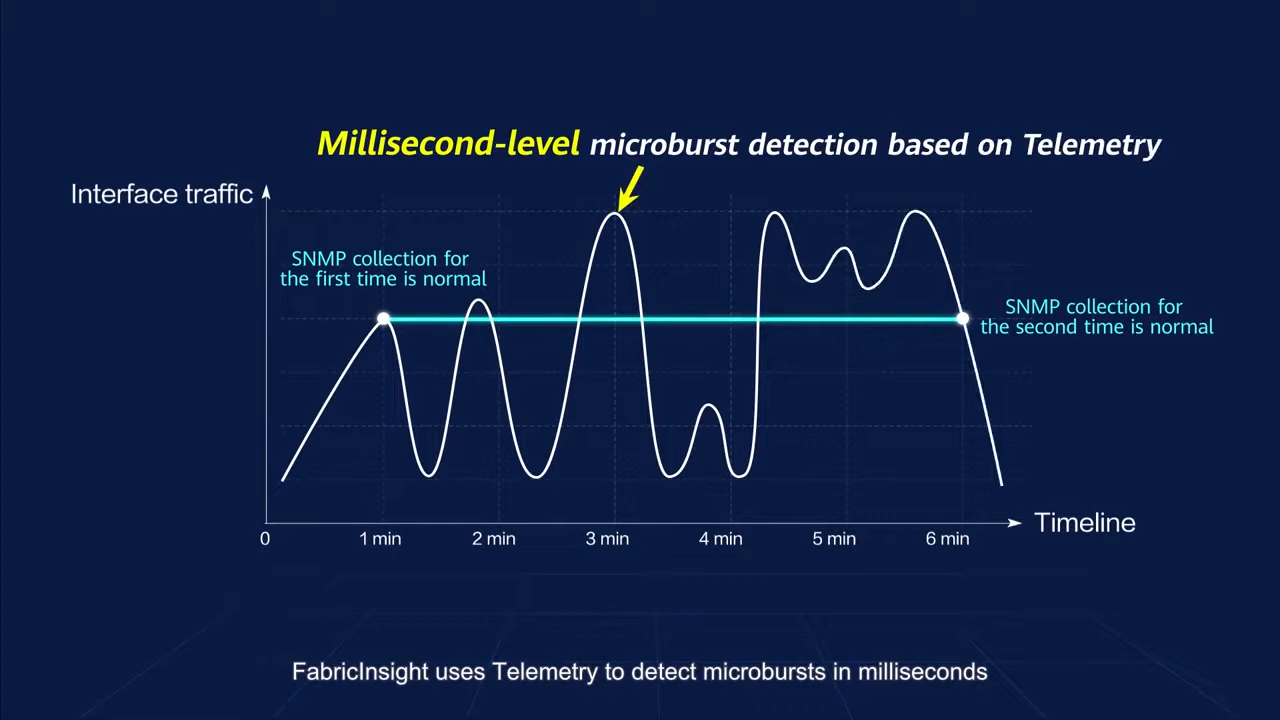 Millisecond-level microburst detection based on Telemetry
Interface traffic
SNMP collection for
the first time is normal
SNMP collection for
the second time is normal
Timeline
0
1 min
2 min
3 min
4 min
5 min
6 min
FabricInsight uses Telemetry to detect microbursts in milliseconds